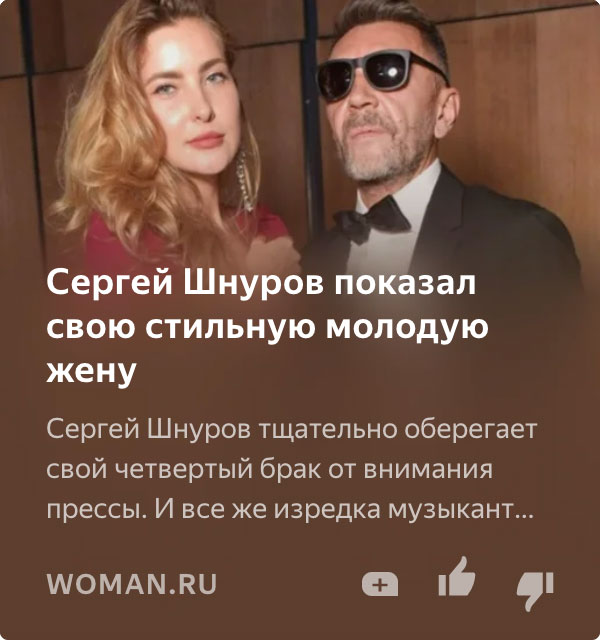 Сергей Шнуров показал
свою стильную молодую
жену
Сергей Шнуров тщательно оберегает
свой четвертый брак от внимания
прессы. И все же изредка музыкант...
WOMAN.RU